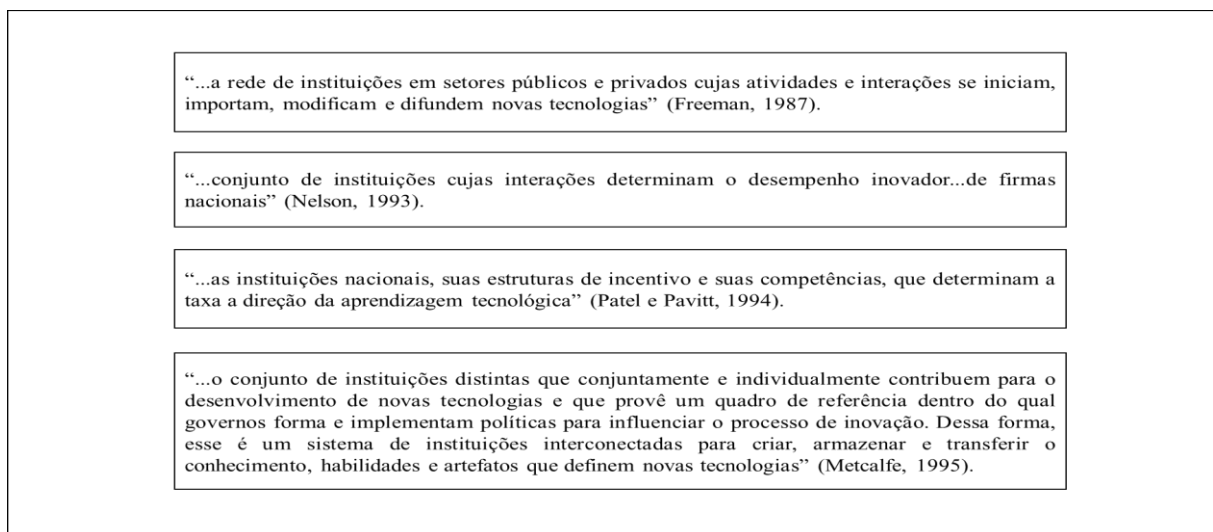 “...a rede de instituições em setores públicos e privados cujas atividades e interações se iniciam,
importam, modificam e difundem novas tecnologias” (Freeman, 1987).
“...conjunto de instituições cujas interações determinam o desempenho inovador...de firmas
nacionais” (Nelson, 1993).
“...as instituições nacionais, suas estruturas de incentivo e suas competências, que determinam a
taxa a direção da aprendizagem tecnológica” (Patel e Pavitt, 1994).
“...o conjunto de instituições distintas que conjuntamente e individualmente contribuem para o
desenvolvimento de novas tecnologias e que provê um quadro de referência dentro do qual
governos forma e implementam políticas para influenciar o processo de inovação. Dessa forma,
esse é um sistema de instituições interconectadas para criar, armazenar e transferir o
conhecimento, habilidades e artefatos que definem novas tecnologias” (Metcalfe, 1995).